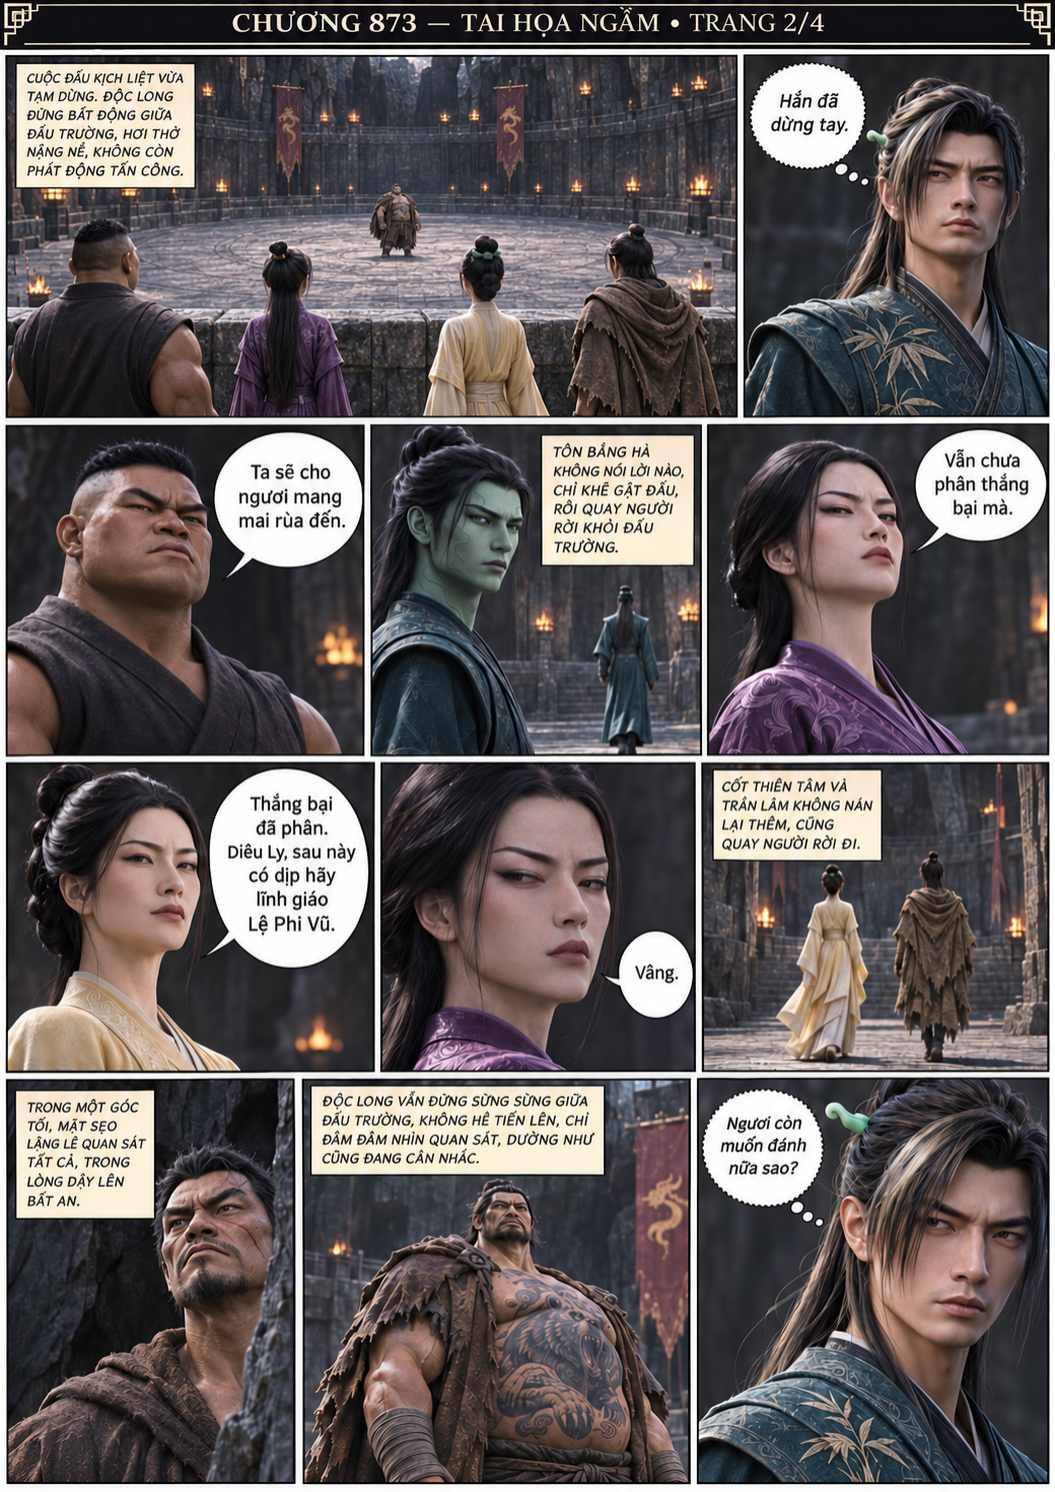 CHƯƠNG 873 — TAI HỌA NGẦM • TRANG 2/4
CUỘC ĐẤU KỊCH LIỆT VỪA
TẠM DỪNG. ĐỘC LONG
ĐỨNG BẤT ĐỘNG GIỮA
ĐẤU TRƯỜNG, HƠI THỞ
NẶNG NỀ, KHÔNG CÒN
PHÁT ĐỘNG TẤN CÔNG.
Hắn đã
dừng tay.
Ta sẽ cho
ngươi mang
mai rùa đến.
TÔN BẰNG HÀ
KHÔNG NÓI LỜI NÀO,
CHỈ KHẼ GẬT ĐẦU,
RỒI QUAY NGƯỜI
RỜI KHỎI ĐẤU
TRƯỜNG.
Vẫn chưa
phân thắng
bại mà.
Thắng bại
đã phân.
Diêu Ly, sau này
có dịp hãy
lĩnh giáo
Lệ Phi Vũ.
Vâng.
CỐT THIÊN TÂM VÀ
TRẦN LÂM KHÔNG NÁN
LẠI THÊM, CŨNG
QUAY NGƯỜI RỜI ĐI.
TRONG MỘT GÓC
TỐI, MẶT SẸO
LẶNG LẼ QUAN SÁT
TẤT CẢ, TRONG
LÒNG DẬY LÊN
BẤT AN.
ĐỘC LONG VẪN ĐỨNG SỪNG SỪNG GIỮA
ĐẤU TRƯỜNG, KHÔNG HỀ TIẾN LÊN, CHỈ
ĐĂM ĐĂM NHÌN QUAN SÁT, DƯỜNG NHƯ
CŨNG ĐANG CÂN NHẮC.
Ngươi còn
muốn đánh
nữa sao?